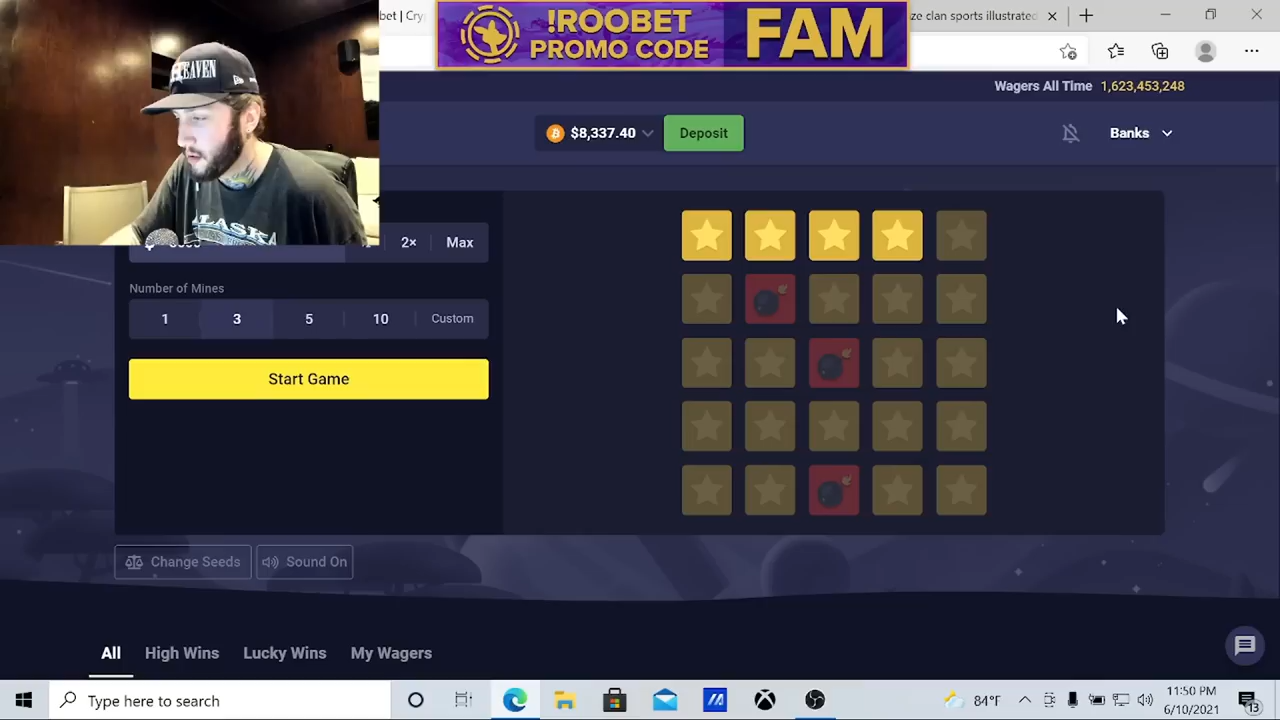 bet | Cry
!ROOBET
PROMO CODE
FAM
ze clan sports illustrated
Wagers All Time 1,623,453,248
$8,337.40
Deposit
Banks
HEAVEN
ALASKA
2× Max
Number of Mines
1 3 5 10 Custom
Start Game
Change Seeds
Sound On
All High Wins Lucky Wins My Wagers
Type here to search
84°F
11:50 PM
6/10/2021
13